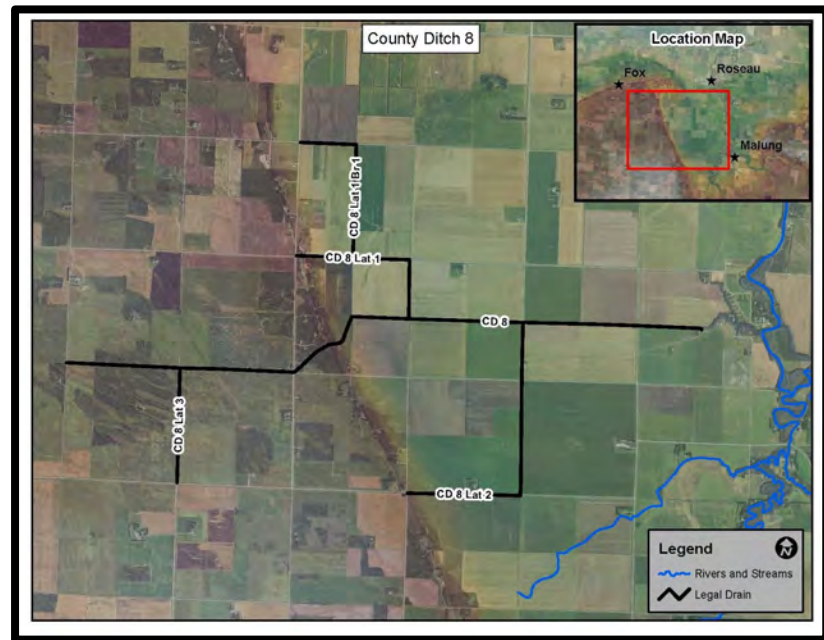 County Ditch 8
Location Map
Fox
Roseau
Malung
CD 8 Lat 1 Br 1
CD 8 Lat 1
CD 8
CD 8 Lat 3
CD 8 Lat 2
Legend
N
Rivers and Streams
Legal Drain